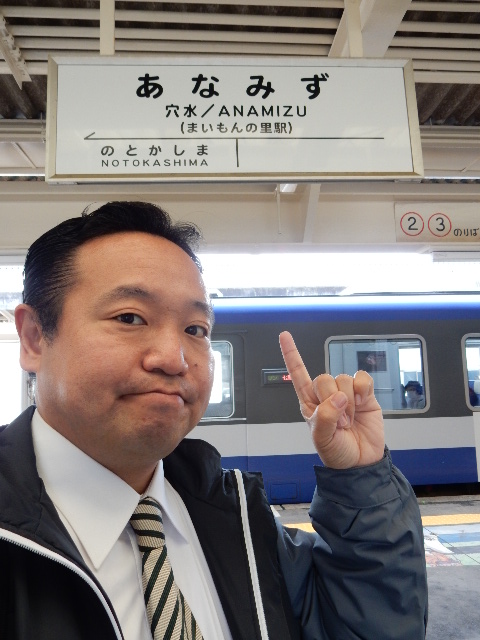 あなみず
穴水/ANAMIZU
(まいもんの里駅)
のとかしま
NOTOKASHIMA
② ③ のりば